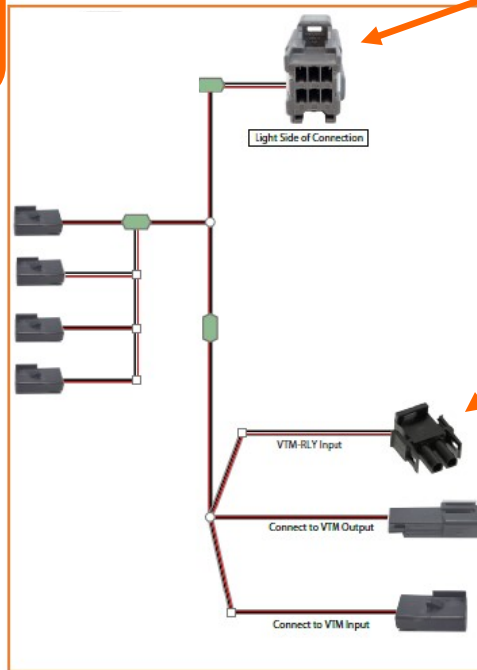 Light Side of Connection
VTM-RLY Input
Connect to VTM Output
Connect to VTM Input